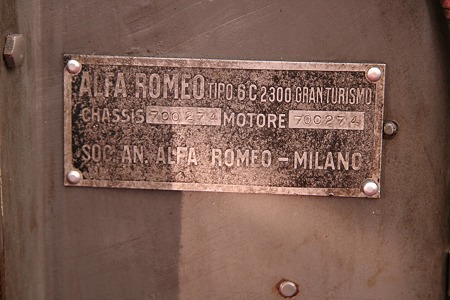 ALFA ROMEO TIPO 6C 2300 GRAN TURISMO
CHASSIS 700274 MOTORE 700274
SOC. AN. ALFA ROMEO – MILANO